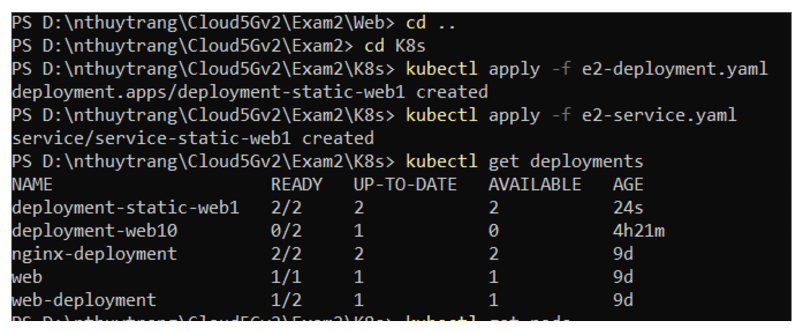 PS D:\nthuytrang\Cloud5Gv2\Exam2\Web> cd ..
PS D:\nthuytrang\Cloud5Gv2\Exam2> cd K8s
PS D:\nthuytrang\Cloud5Gv2\Exam2\K8s> kubectl apply -f e2-deployment.yaml
deployment.apps/deployment-static-web1 created
PS D:\nthuytrang\Cloud5Gv2\Exam2\K8s> kubectl apply -f e2-service.yaml
service/service-static-web1 created
PS D:\nthuytrang\Cloud5Gv2\Exam2\K8s> kubectl get deployments
NAME READY UP-TO-DATE AVAILABLE AGE
deployment-static-web1 2/2 2 2 24s
deployment-web10 0/2 1 0 4h21m
nginx-deployment 2/2 2 2 9d
web 1/1 1 1 9d
web-deployment 1/2 1 1 9d
PS D:\nthuytrang\Cloud5Gv2\Exam2\K8s> kubectl get pods